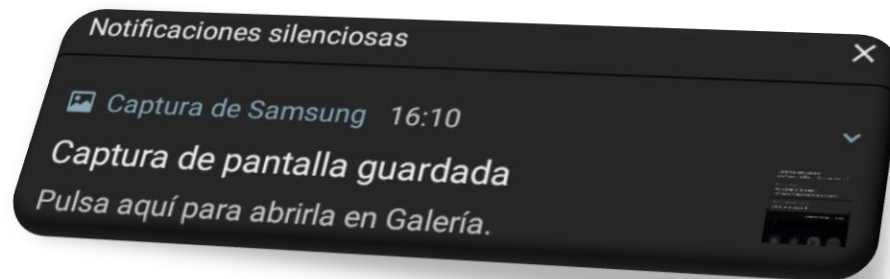 Notificaciones silenciosas
Captura de Samsung 16:10
Captura de pantalla guardada
Pulsa aquí para abrirla en Galería.